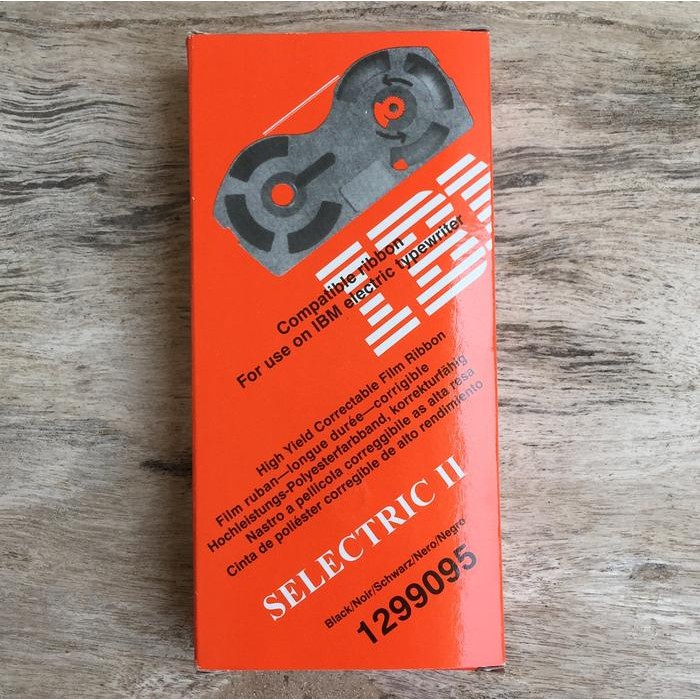 IBM
Compatible ribbon
For use on IBM electric typewriter
High Yield Correctable Film Ribbon
Film ruban—longue durée—corrigible
Hochleistungs-Polyesterfarbband, korrekturfähig
Nastro a pellicola correggibile as alta resa
Cinta de poliéster corregible de alto rendimiento
SELECTRIC II
Black/Noir/Schwarz/Nero/Negro
1299095